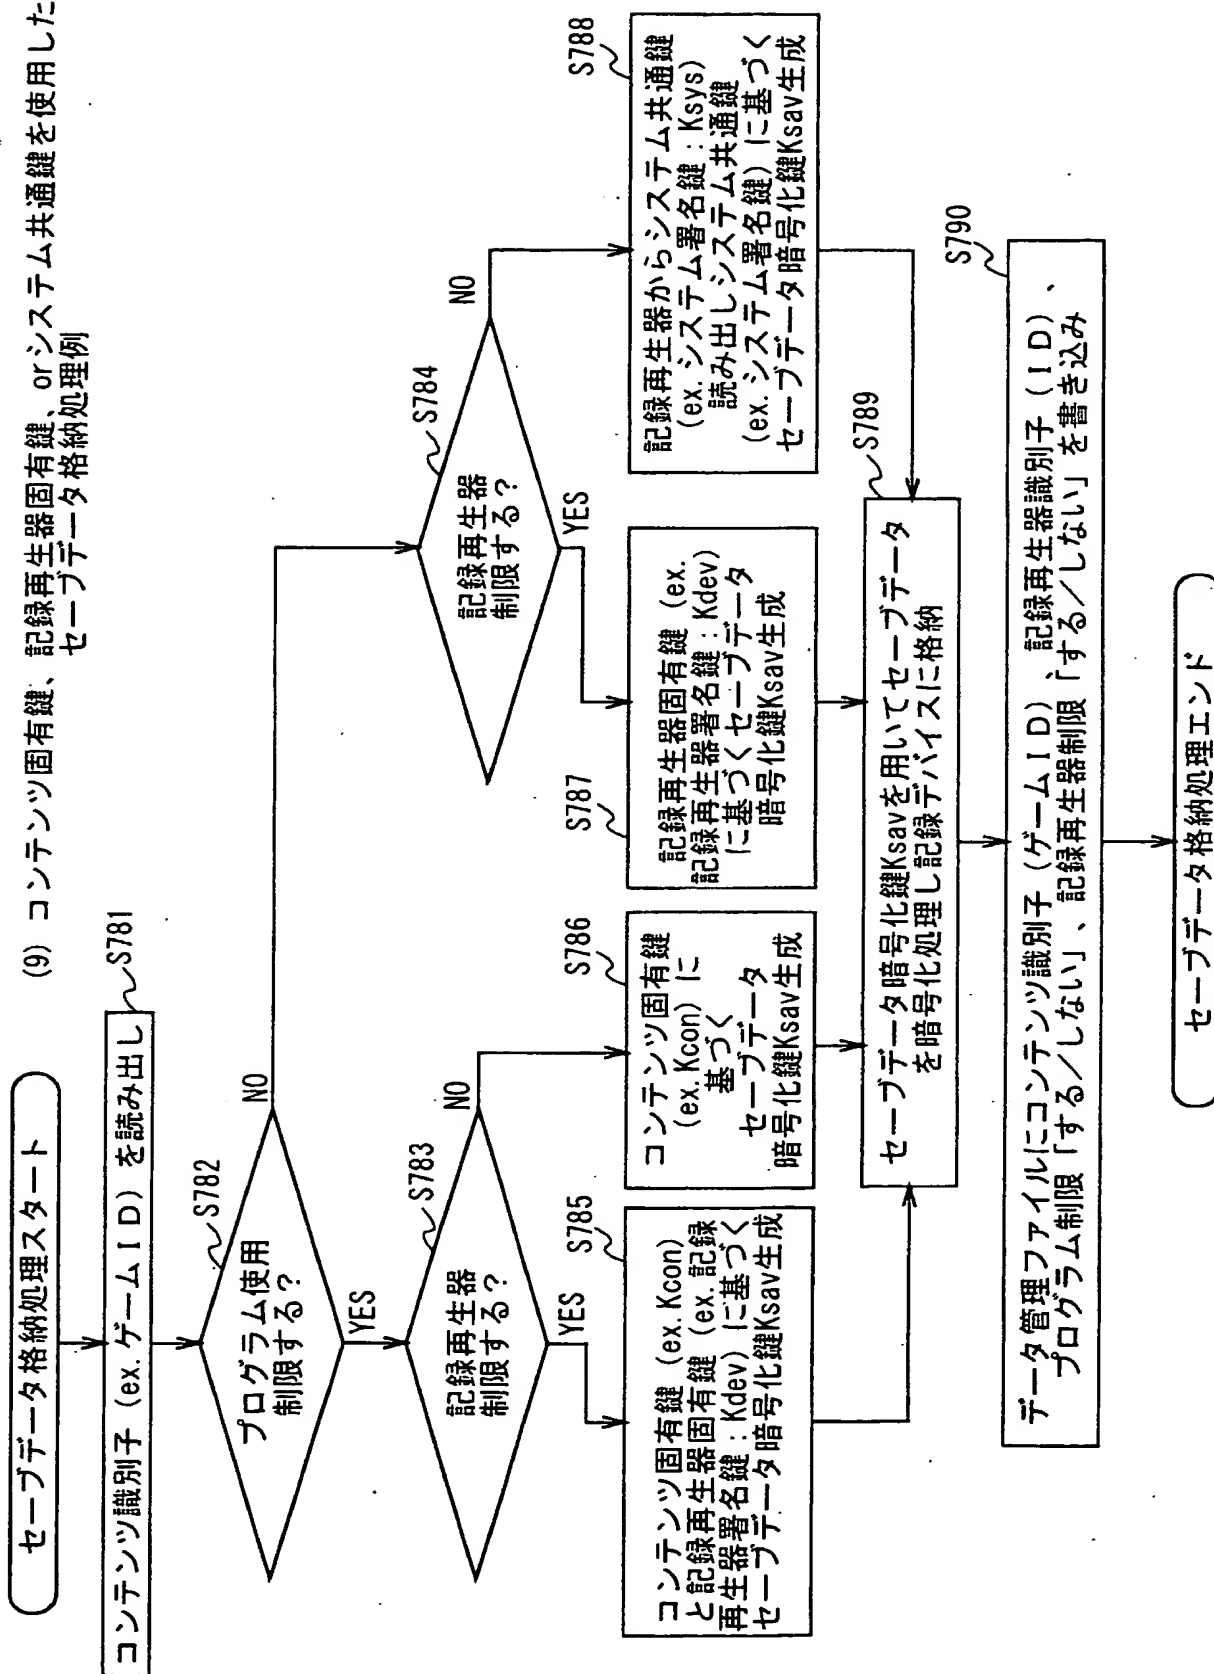 (9) コンテンツ固有鍵、記録再生器固有鍵、orシステム共通鍵を使用した
セーブデータ格納処理例
セーブデータ格納処理スタート
コンテンツ識別子 (ex.ゲームID) を読み出し
S781
プログラム使用
制限する?
S782
YES
NO
記録再生器
制限する?
S783
YES
NO
記録再生器
制限する?
S784
YES
NO
コンテンツ固有鍵 (ex.Kcon)
と記録再生器固有鍵 (ex.記録
再生器署名鍵:Kdev) に基づく
セーブデータ暗号化鍵Ksav生成
S785
コンテンツ固有鍵
(ex.Kcon) に
基づく
セーブデータ
暗号化鍵Ksav生成
S786
記録再生器固有鍵 (ex.
記録再生器署名鍵:Kdev)
に基づくセーブデータ
暗号化鍵Ksav生成
S787
記録再生器からシステム共通鍵
(ex.システム署名鍵:Ksys)
読み出しシステム共通鍵
(ex.システム署名鍵) に基づく
セーブデータ暗号化鍵Ksav生成
S788
セーブデータ暗号化鍵Ksavを用いてセーブデータ
を暗号化処理し記録デバイスに格納
S789
データ管理ファイルにコンテンツ識別子 (ゲームID) 、記録再生器識別子 (ID) 、
プログラム制限「する/しない」、記録再生器制限「する/しない」を書き込み
S790
セーブデータ格納処理エンド